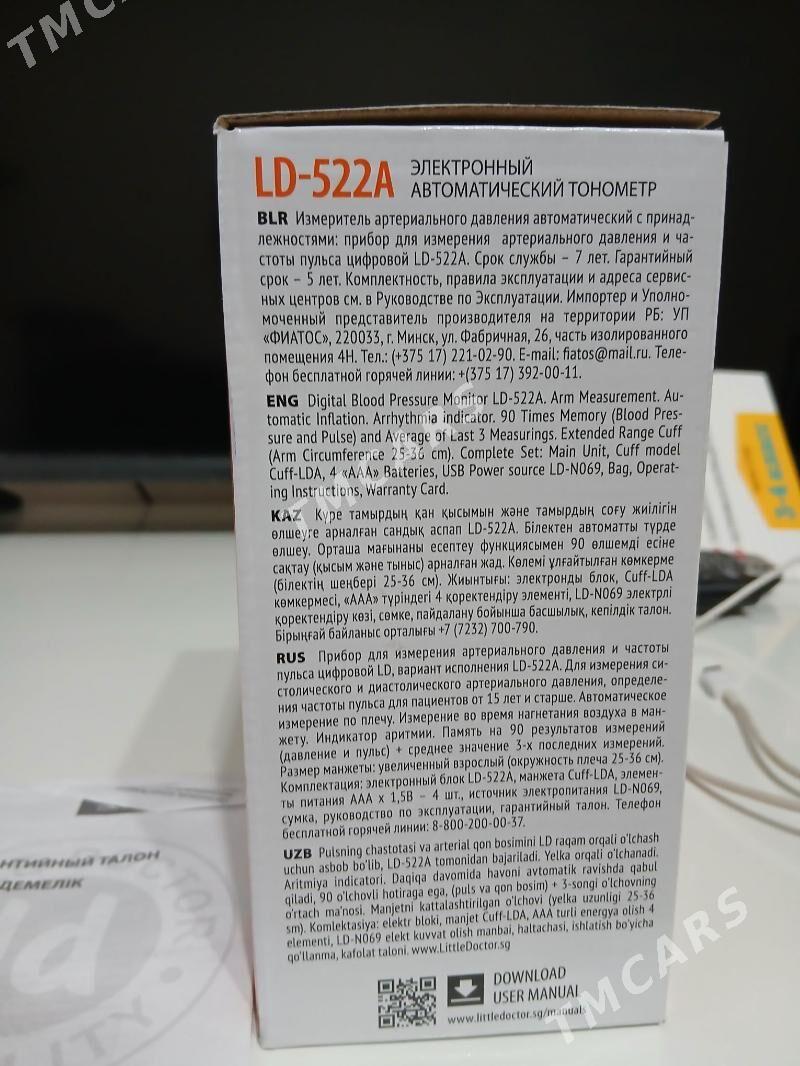 TMCARS
LD-522A
ЭЛЕКТРОННЫЙ
АВТОМАТИЧЕСКИЙ ТОНОМЕТР
BLR Измеритель артериального давления автоматический с принад-
лежностями: прибор для измерения артериального давления и ча-
стоты пульса цифровой LD-522A. Срок службы – 7 лет. Гарантийный
срок – 5 лет. Комплектность, правила эксплуатации и адреса сервис-
ных центров см. в Руководстве по Эксплуатации. Импортер и Уполно-
моченный представитель производителя на территории РБ: УП
«ФИАТОС», 220033, г. Минск, ул. Фабричная, 26, часть изолированного
помещения 4Н. Тел.: (+375 17) 221-02-90. E-mail: fiatos@mail.ru. Теле-
фон бесплатной горячей линии: +(375 17) 392-00-11.
ENG Digital Blood Pressure Monitor LD-522A. Arm Measurement. Au-
tomatic Inflation. Arrhythmia indicator. 90 Times Memory (Blood Pres-
sure and Pulse) and Average of Last 3 Measurings. Extended Range Cuff
(Arm Circumference 25-36 cm). Complete Set: Main Unit, Cuff model
Cuff-LDA, 4 «AAA» Batteries, USB Power source LD-N069, Bag, Operat-
ing Instructions, Warranty Card.
KAZ Күре тамырдың қан қысымын және тамырдың соғу жиілігін
өлшеуге арналған сандық аспап LD-522A. Білектен автоматты түрде
өлшеу. Орташа мағынаны есептеу функциясымен 90 өлшемді есіне
сақтау (қысым және тыныс) арналған жад. Көлемі ұлғайтылған көмкерме
(білектің шеңбері 25-36 см). Жиынтығы: электронды блок, Cuff-LDA
көмкермесі, «ААА» түріндегі 4 қоректендіру элементі, LD-N069 электрлі
қоректендіру көзі, сөмке, пайдалану бойынша басшылық, кепілдік талон.
Бірыңғай байланыс орталығы +7 (7232) 700-790.
RUS Прибор для измерения артериального давления и частоты
пульса цифровой LD, вариант исполнения LD-522A. Для измерения си-
столического и диастолического артериального давления, определе-
ния частоты пульса для пациентов от 15 лет и старше. Автоматическое
измерение по плечу. Измерение во время нагнетания воздуха в ман-
жету. Индикатор аритмии. Память на 90 результатов измерений
(давление и пульс) + среднее значение 3-х последних измерений.
Размер манжеты: увеличенный взрослый (окружность плеча 25-36 см).
Комплектация: электронный блок LD-522A, манжета Cuff-LDA, элемен-
ты питания ААА х 1,5В – 4 шт., источник электропитания LD-N069,
сумка, руководство по эксплуатации, гарантийный талон. Телефон
бесплатной горячей линии: 8-800-200-00-37.
UZB Pulsning chastotasi va arterial qon bosimini LD raqam orqali o'lchash
uchun asbob bo'lib, LD-522A tomonidan bajariladi. Yelka orqali o'lchanadi.
Aritmiya indicatori. Daqiqa davomida havoni avtomatik ravishda qabul
qiladi, 90 o'lchovli hotiraga ega, (puls va qon bosim) + 3-songi o'lchovning
o'rtach ma'nosi. Manjetni kattalashtirilgan o'lchovi (yelka uzunligi 25-36
sm). Komlektasiya: elektr bloki, manjet Cuff-LDA, AAA turli energya olish 4
elementi, LD-N069 elekt kuvvat olish manbai, haltachasi, ishlatish bo'yicha
qo'llanma, kafolat taloni. www.LittleDoctor.sg
DOWNLOAD
USER MANUAL
www.littledoctor.sg/manuals
НТИЙНЫЙ ТАЛОН
ДЕМЕЛІК
ld
TMCARS
TMCARS